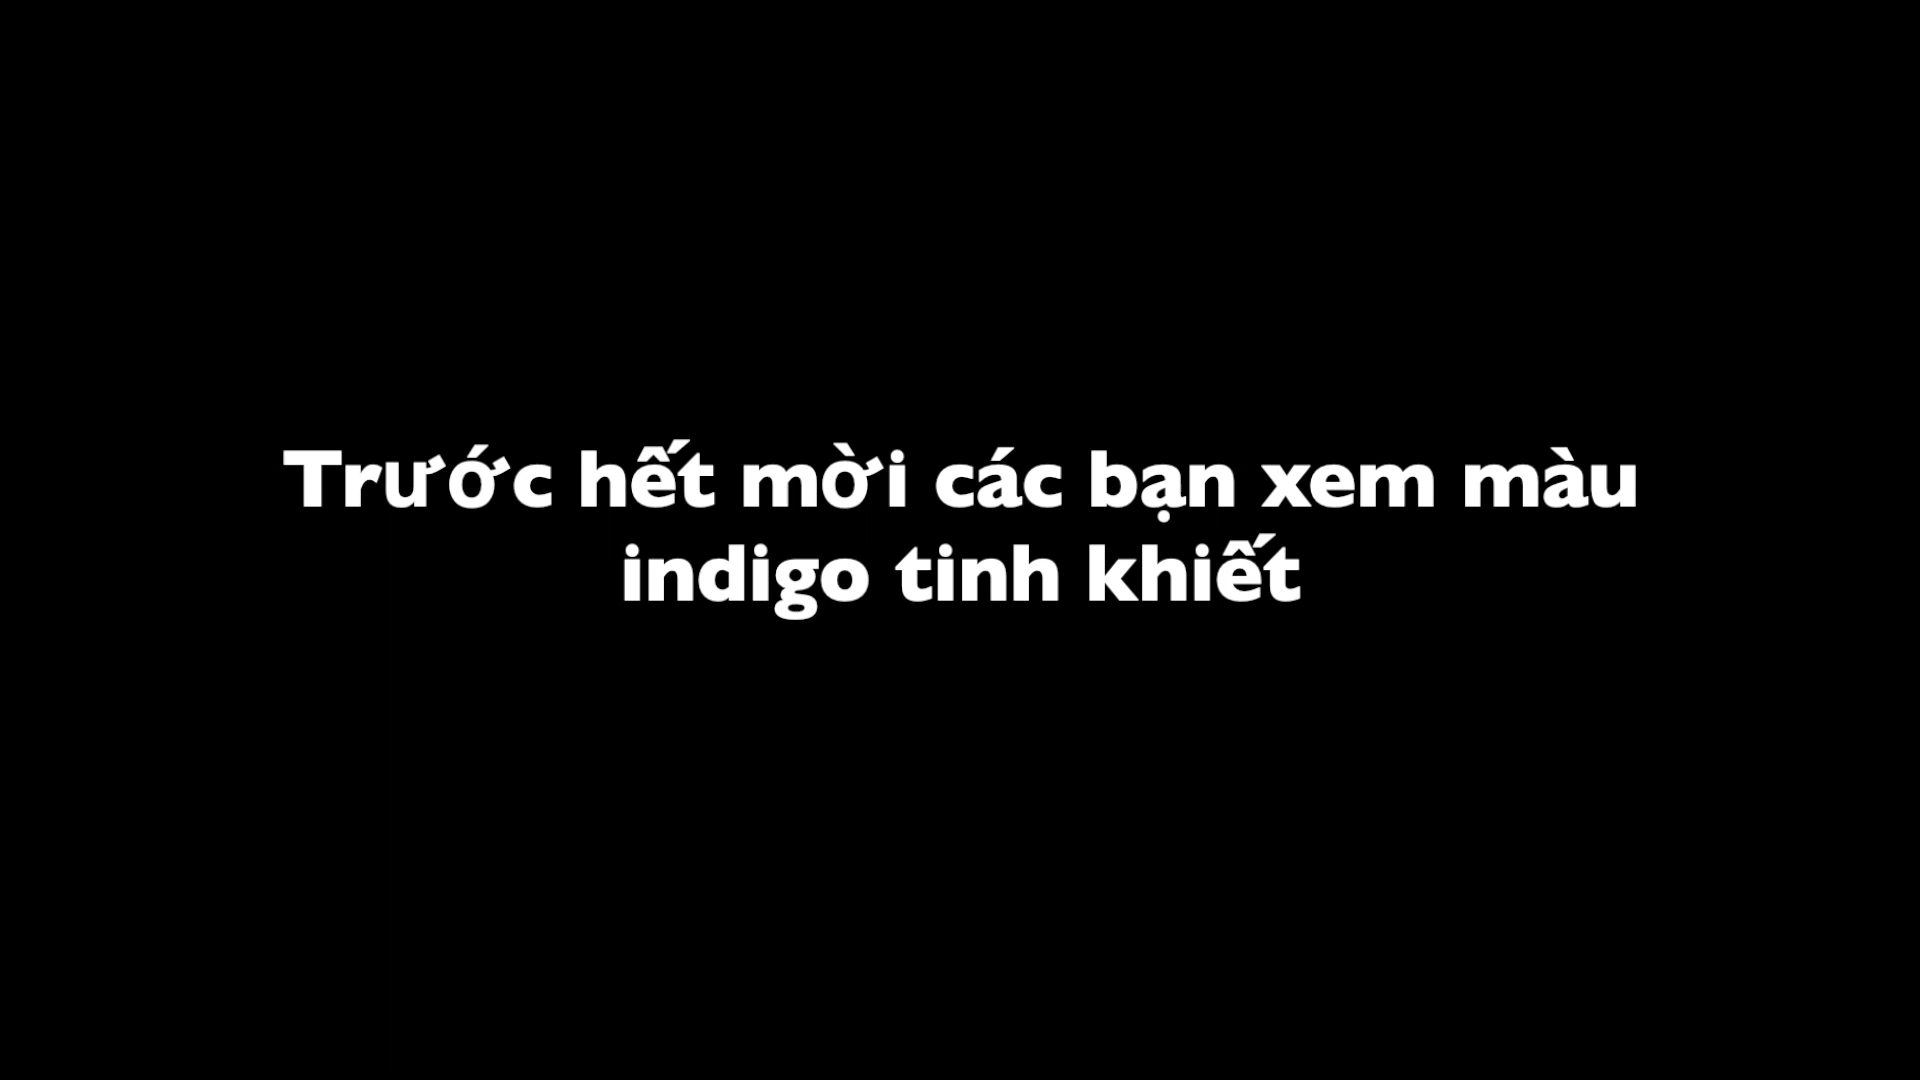 Trước hết mời các bạn xem màu
indigo tinh khiết